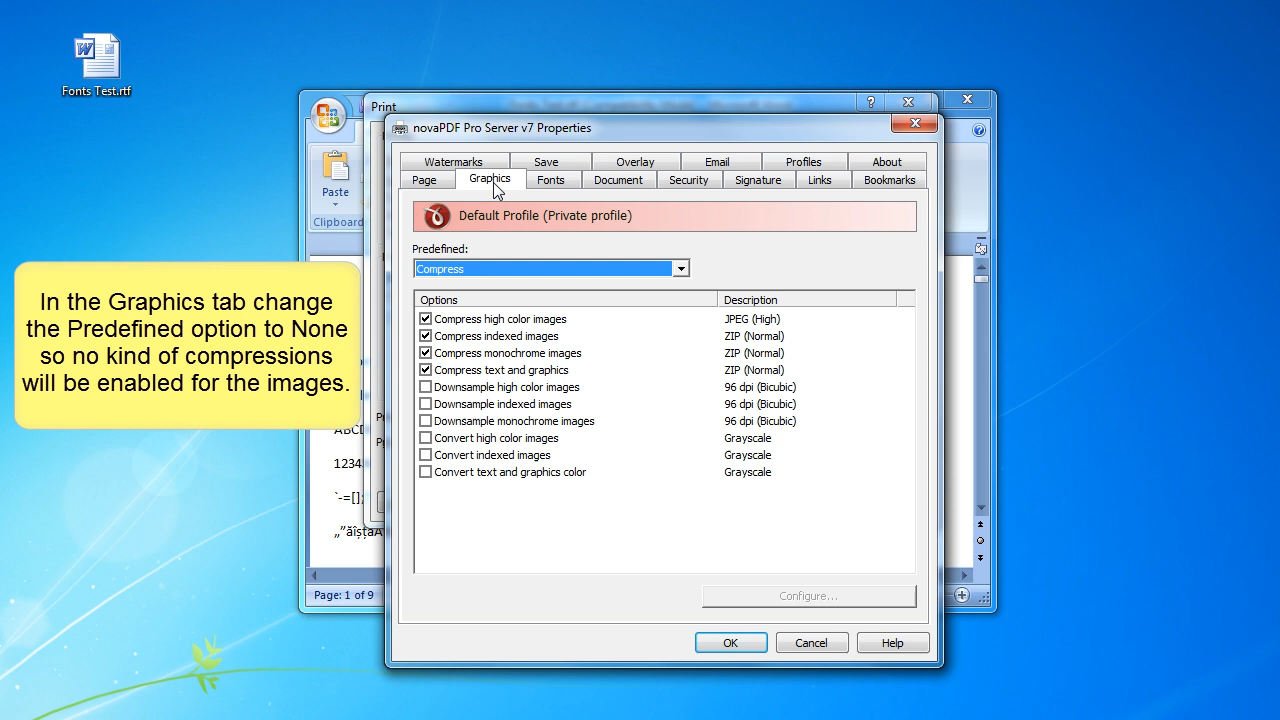 Fonts Test.rtf
Print
novaPDF Pro Server v7 Properties
Watermarks Save Overlay Email Profiles About
Page Graphics Fonts Document Security Signature Links Bookmarks
Paste
Clipboard
Default Profile (Private profile)
Predefined:
Compress
Options Description
Compress high color images JPEG (High)
Compress indexed images ZIP (Normal)
Compress monochrome images ZIP (Normal)
Compress text and graphics ZIP (Normal)
Downsample high color images 96 dpi (Bicubic)
Downsample indexed images 96 dpi (Bicubic)
Downsample monochrome images 96 dpi (Bicubic)
Convert high color images Grayscale
Convert indexed images Grayscale
Convert text and graphics color Grayscale
In the Graphics tab change
the Predefined option to None
so no kind of compressions
will be enabled for the images.
ABCD
1234
`-=[];
„”ăîșțaA
Page: 1 of 9
Configure...
OK Cancel Help